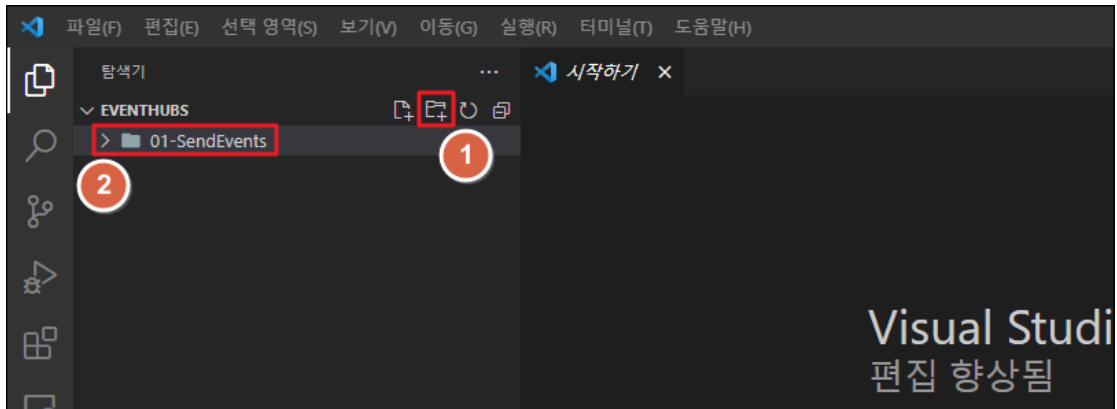 파일(F) 편집(E) 선택 영역(S) 보기(V) 이동(G) 실행(R) 터미널(T) 도움말(H)
탐색기 ··· 시작하기 ×
EVENTHUBS
01-SendEvents
1
2
Visual Studi
편집 향상됨